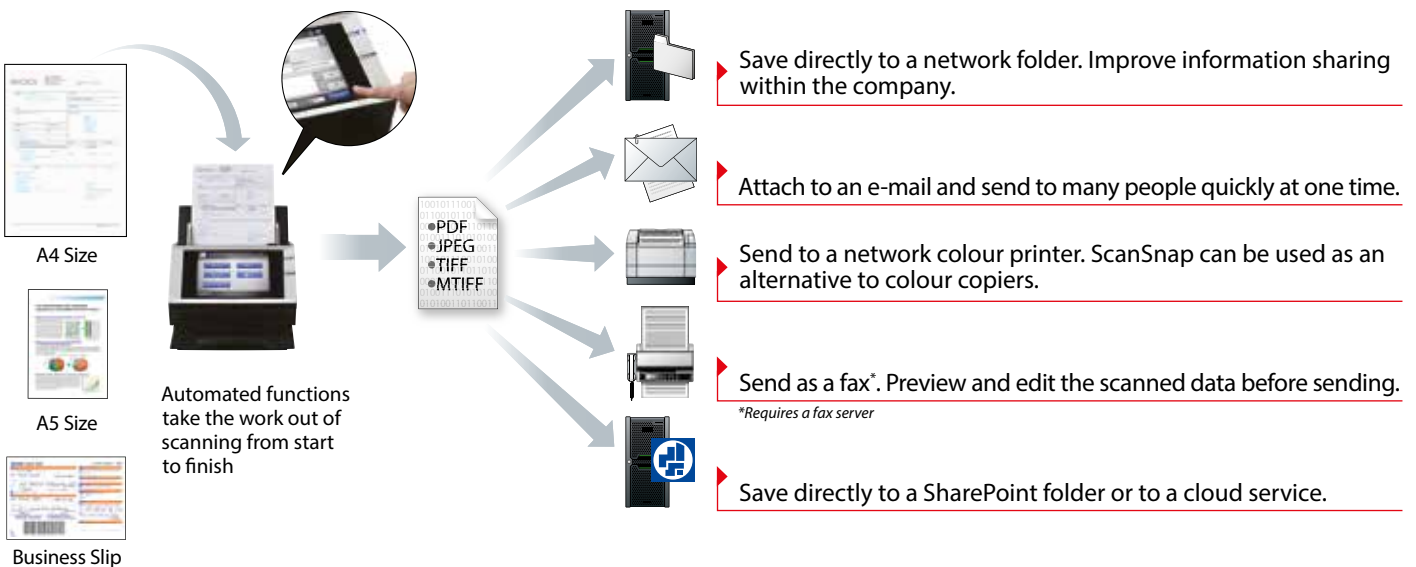 A4 Size
A5 Size
Business Slip
Automated functions
take the work out of
scanning from start
to finish
•PDF
•JPEG
•TIFF
•MTIFF
Save directly to a network folder. Improve information sharing
within the company.
Attach to an e-mail and send to many people quickly at one time.
Send to a network colour printer. ScanSnap can be used as an
alternative to colour copiers.
Send as a fax*. Preview and edit the scanned data before sending.
*Requires a fax server
Save directly to a SharePoint folder or to a cloud service.